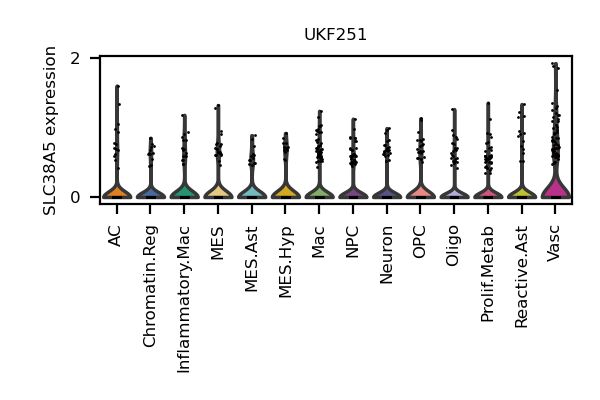 UKF251
SLC38A5 expression
2
0
AC
Chromatin.Reg
Inflammatory.Mac
MES
MES.Ast
MES.Hyp
Mac
NPC
Neuron
OPC
Oligo
Prolif.Metab
Reactive.Ast
Vasc